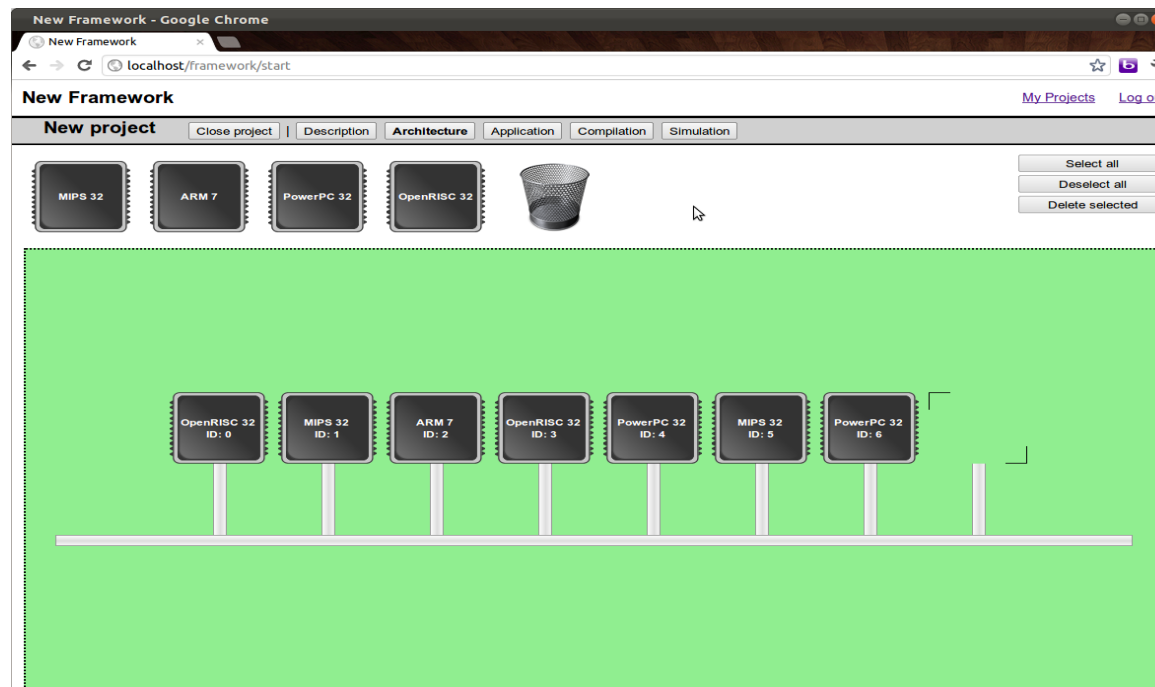 New Framework - Google Chrome
New Framework ×
localhost/framework/start
New Framework My Projects Log o
New project Close project | Description Architecture Application Compilation Simulation
MIPS 32 ARM 7 PowerPC 32 OpenRISC 32
Select all
Deselect all
Delete selected
OpenRISC 32
ID: 0
MIPS 32
ID: 1
ARM 7
ID: 2
OpenRISC 32
ID: 3
PowerPC 32
ID: 4
MIPS 32
ID: 5
PowerPC 32
ID: 6